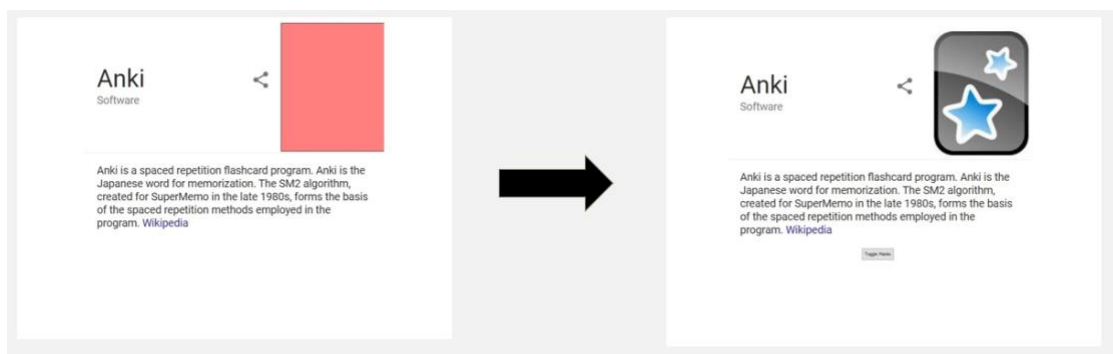 Anki
Software
Anki is a spaced repetition flashcard program. Anki is the
Japanese word for memorization. The SM2 algorithm,
created for SuperMemo in the late 1980s, forms the basis
of the spaced repetition methods employed in the
program. Wikipedia
Anki
Software
Anki is a spaced repetition flashcard program. Anki is the
Japanese word for memorization. The SM2 algorithm,
created for SuperMemo in the late 1980s, forms the basis
of the spaced repetition methods employed in the
program. Wikipedia
Toggle Masks